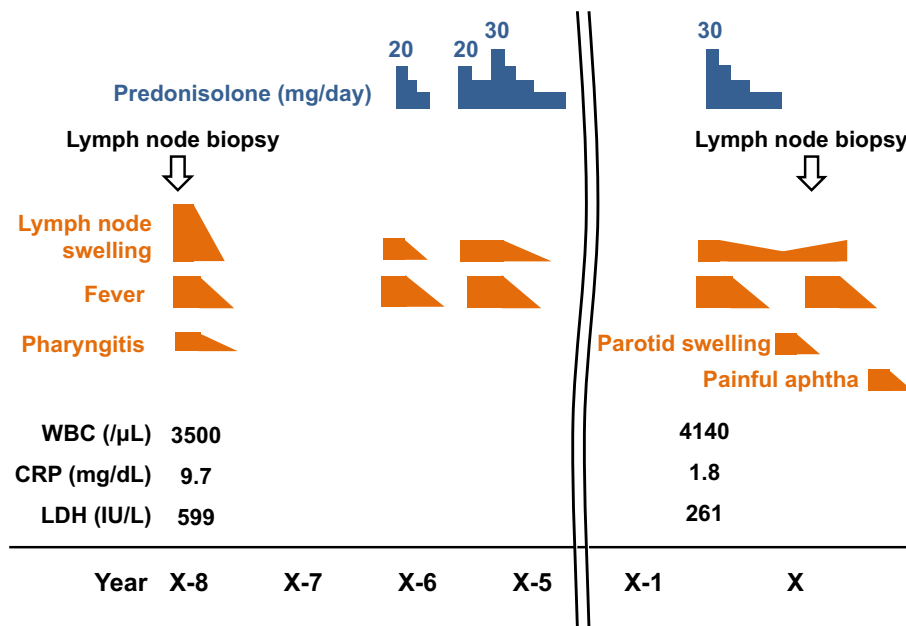 30
20 20 30
Predonisolone (mg/day)
Lymph node biopsy Lymph node biopsy
Lymph node
swelling
Fever
Pharyngitis Parotid swelling
Painful aphtha
WBC (/μL) 3500 4140
CRP (mg/dL) 9.7 1.8
LDH (IU/L) 599 261
Year X-8 X-7 X-6 X-5 X-1 X